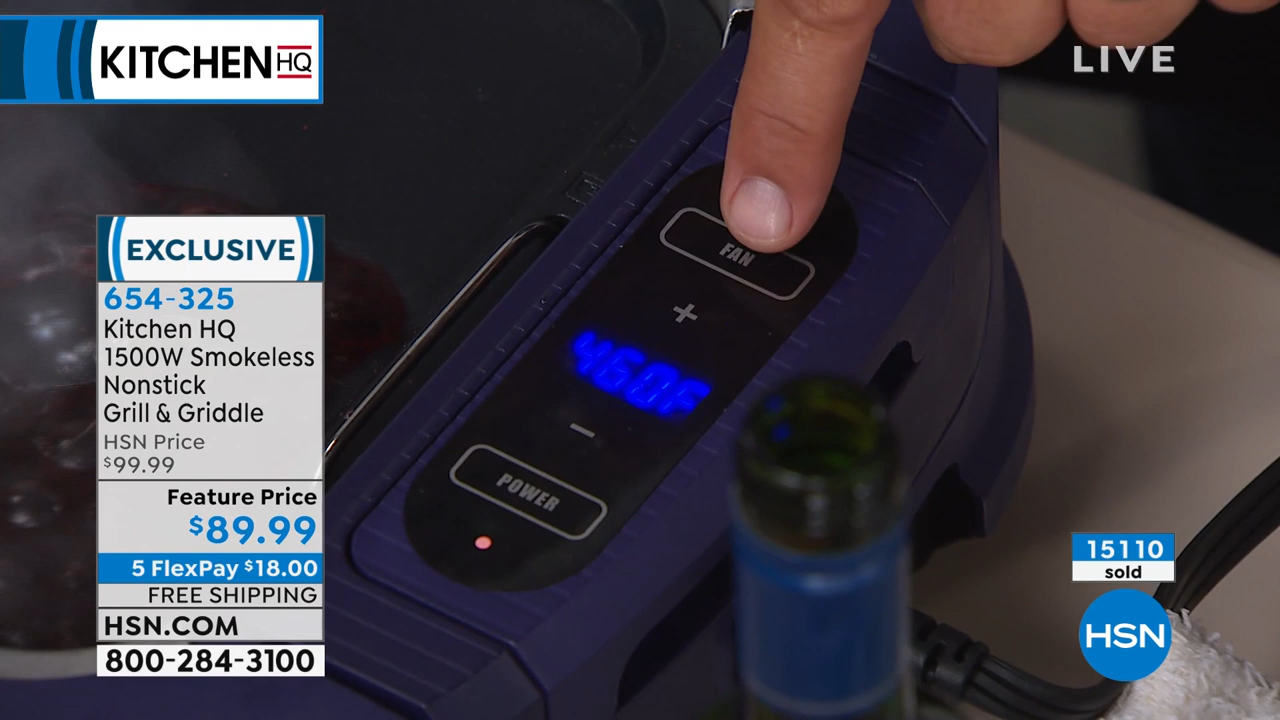 KITCHEN HQ
LIVE
EXCLUSIVE
654-325
Kitchen HQ
1500W Smokeless
Nonstick
Grill & Griddle
HSN Price
$99.99
Feature Price
$89.99
5 FlexPay $18.00
FREE SHIPPING
HSN.COM
800-284-3100
FAN
+
460F
-
POWER
15110
sold
HSN